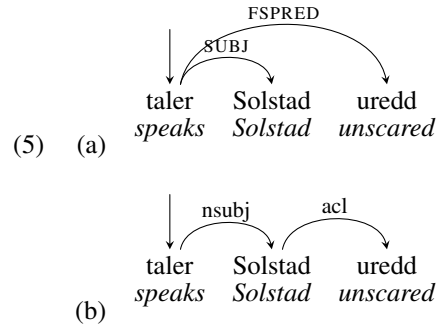 FSPRED
SUBJ
taler Solstad uredd
(5) (a) speaks Solstad unscared
nsubj acl
taler Solstad uredd
speaks Solstad unscared
(b)